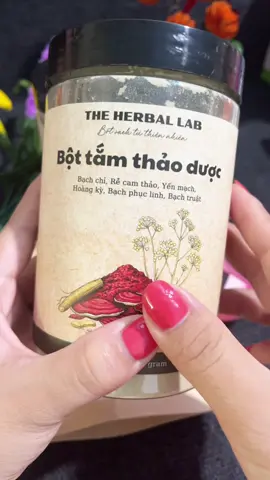 THE HERBAL LAB
Bột sạch từ thiên nhiên
Bột tắm thảo dược
Bạch chỉ, Rễ cam thảo, Yến mạch,
Hoàng kỳ, Bạch phục linh, Bạch truật
gram